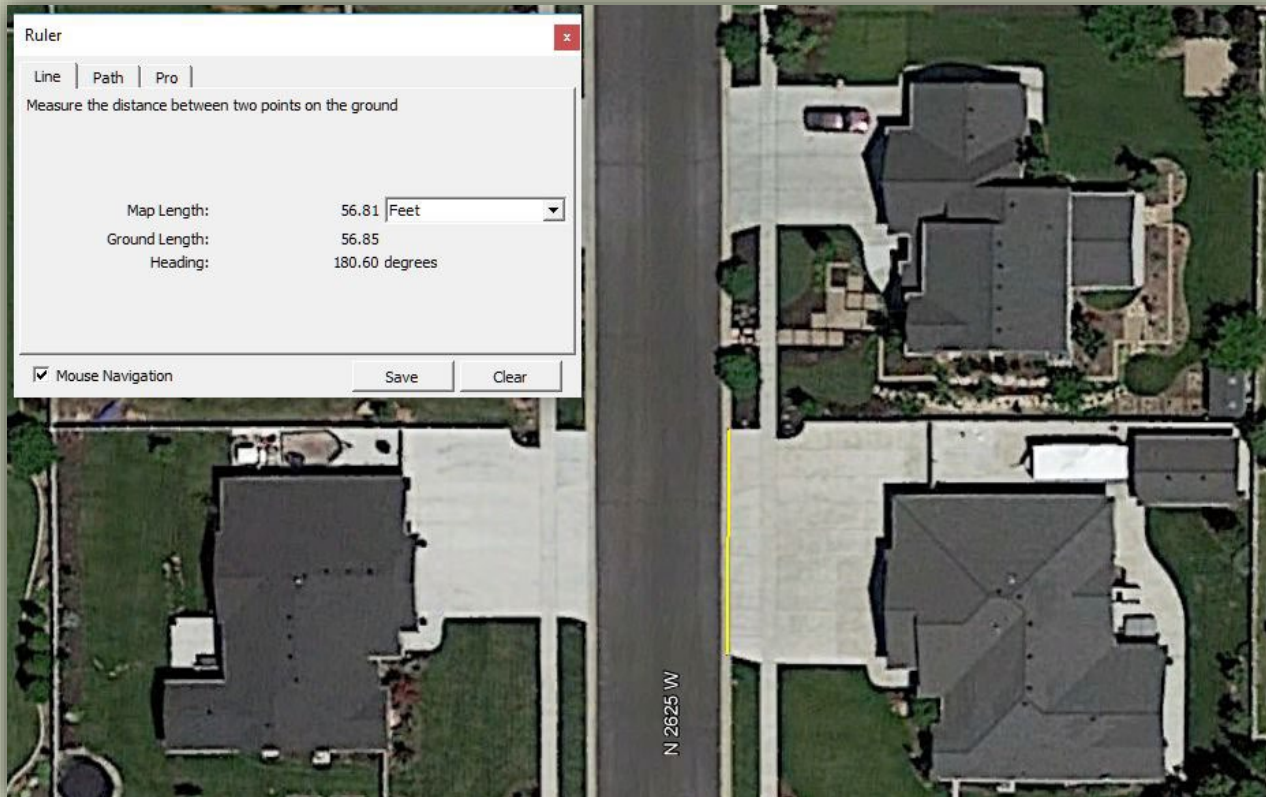 Ruler
x
Line Path Pro
Measure the distance between two points on the ground
Map Length: 56.81 Feet
Ground Length: 56.85
Heading: 180.60 degrees
Mouse Navigation Save Clear
N 2625 W